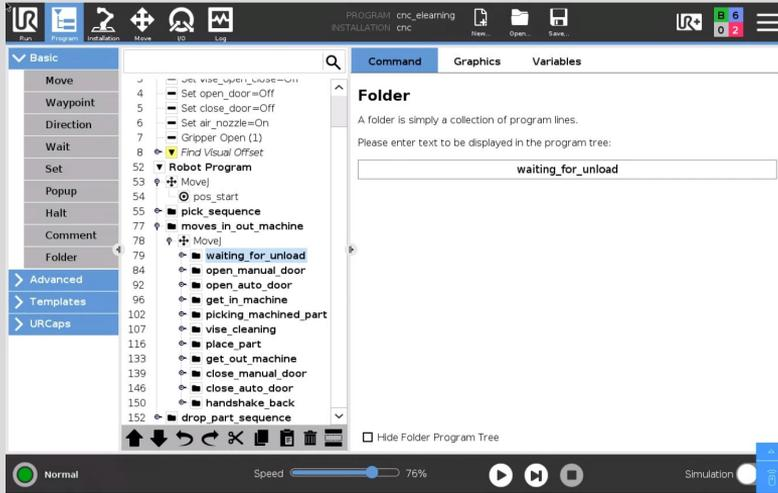 UR
Run
Program
Installation
Move
I/O
Log
PROGRAM cnc_elearning
INSTALLATION cnc
New...
Open...
Save...
UR+
B 6
0 2
Basic
Move
Waypoint
Direction
Wait
Set
Popup
Halt
Comment
Folder
Advanced
Templates
URCaps
3 Set vise_open_close=Off
4 Set open_door=Off
5 Set close_door=Off
6 Set air_nozzle=On
7 Gripper Open (1)
8 Find Visual Offset
52 Robot Program
53 MoveJ
54 pos_start
55 pick_sequence
77 moves_in_out_machine
78 MoveJ
79 waiting_for_unload
84 open_manual_door
92 open_auto_door
96 get_in_machine
102 picking_machined_part
107 vise_cleaning
116 place_part
133 get_out_machine
139 close_manual_door
146 close_auto_door
150 handshake_back
152 drop_part_sequence
Command Graphics Variables
Folder
A folder is simply a collection of program lines.
Please enter text to be displayed in the program tree:
waiting_for_unload
Hide Folder Program Tree
Normal
Speed 76%
Simulation